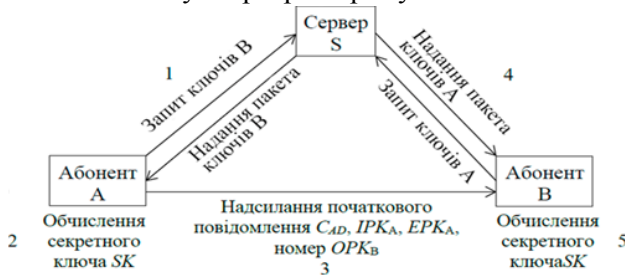 Сервер
S
1
Запит ключів В
Надання пакета
ключів В
Надання пакета
ключів А
Запит ключів А
4
Абонент
А
Абонент
В
2
Обчислення
секретного
ключа SK
Надсилання початкового
повідомлення C_AD, IPK_A, EPK_A,
номер OPK_B
3
Обчислення
секретного
ключаSK
5